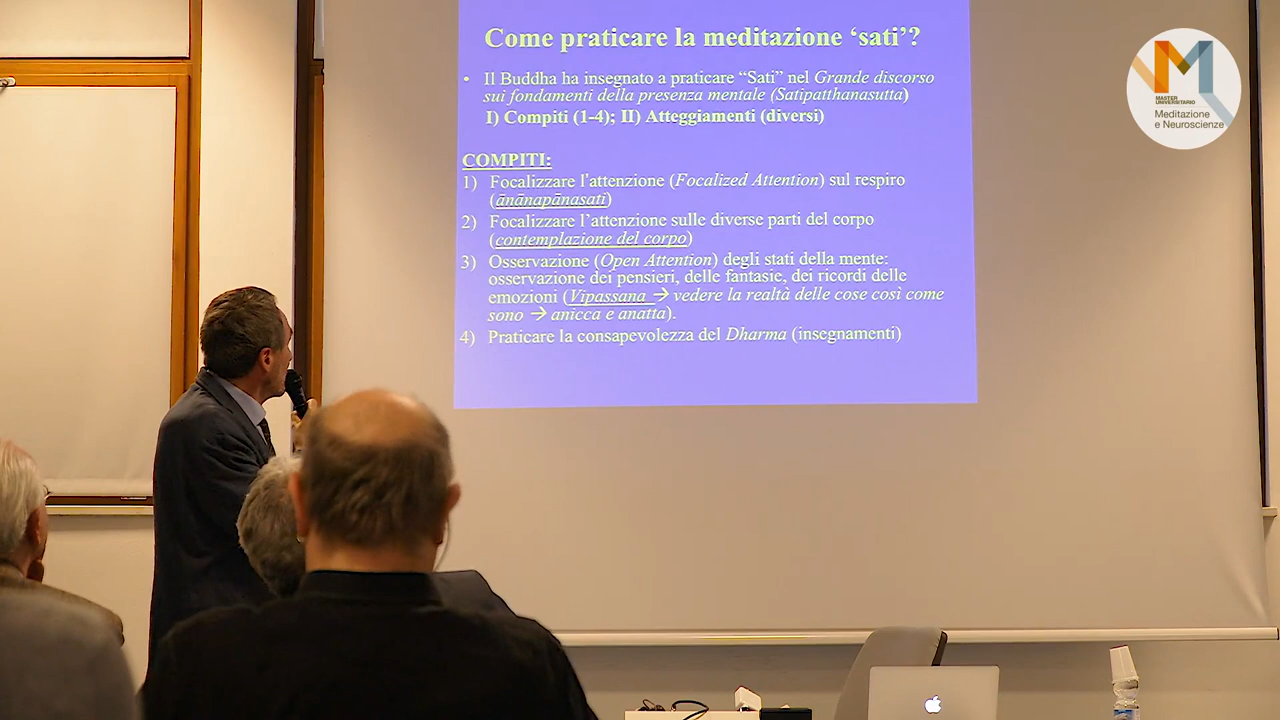 Come praticare la meditazione ‘sati’?
• Il Buddha ha insegnato a praticare “Sati” nel Grande discorso
sui fondamenti della presenza mentale (Satipatthanasutta)
I) Compiti (1-4); II) Atteggiamenti (diversi)
COMPITI:
1) Focalizzare l’attenzione (Focalized Attention) sul respiro
(ānānapānasati)
2) Focalizzare l’attenzione sulle diverse parti del corpo
(contemplazione del corpo)
3) Osservazione (Open Attention) degli stati della mente:
osservazione dei pensieri, delle fantasie, dei ricordi delle
emozioni (Vipassana → vedere la realtà delle cose così come
sono → anicca e anatta).
4) Praticare la consapevolezza del Dharma (insegnamenti)
M
MASTER
UNIVERSITARIO
Meditazione
e Neuroscienze